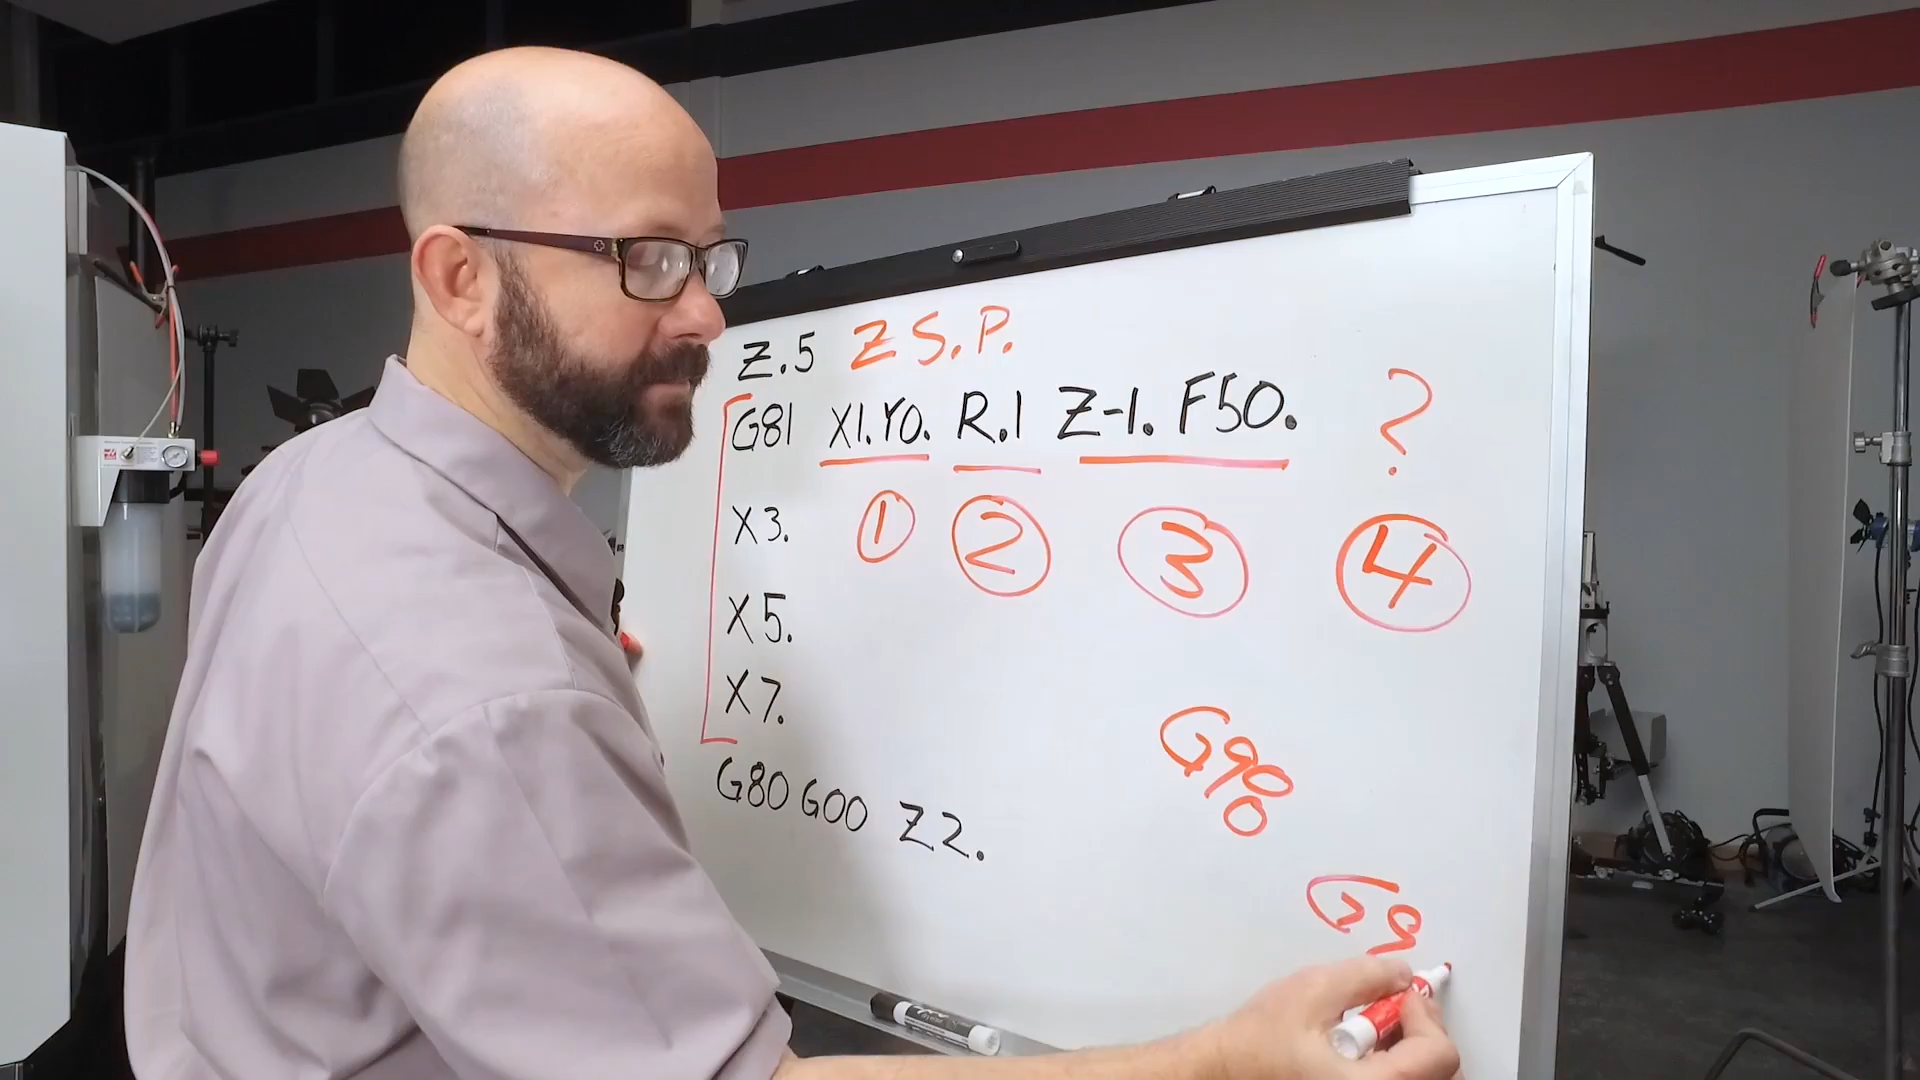 Z.5 Z S.P.
G81 X1.Y0. R.1 Z-1. F50. ?
X3. 1 2 3 4
X5.
X7.
G80 G00 Z2.
G98
G9